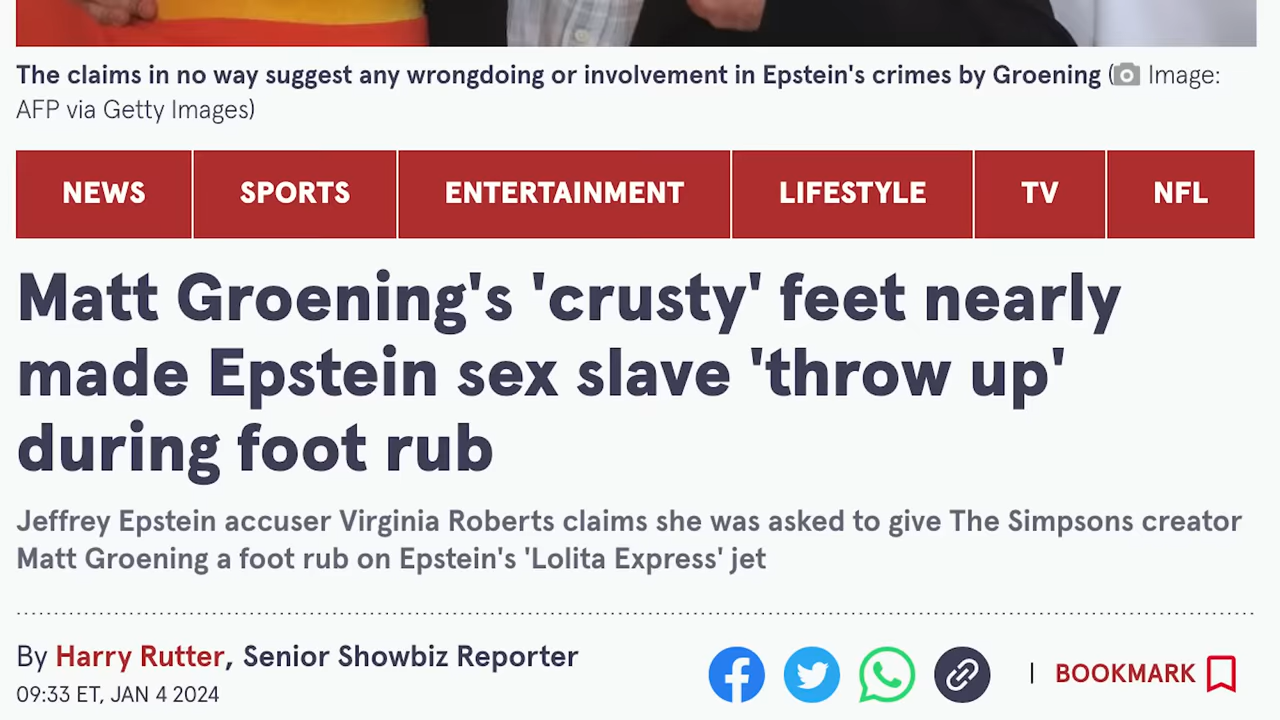 The claims in no way suggest any wrongdoing or involvement in Epstein's crimes by Groening ( Image:
AFP via Getty Images)
NEWS
SPORTS
ENTERTAINMENT
LIFESTYLE
TV
NFL
Matt Groening's 'crusty' feet nearly
made Epstein sex slave 'throw up'
during foot rub
Jeffrey Epstein accuser Virginia Roberts claims she was asked to give The Simpsons creator
Matt Groening a foot rub on Epstein's 'Lolita Express' jet
By Harry Rutter, Senior Showbiz Reporter
09:33 ET, JAN 4 2024
| BOOKMARK